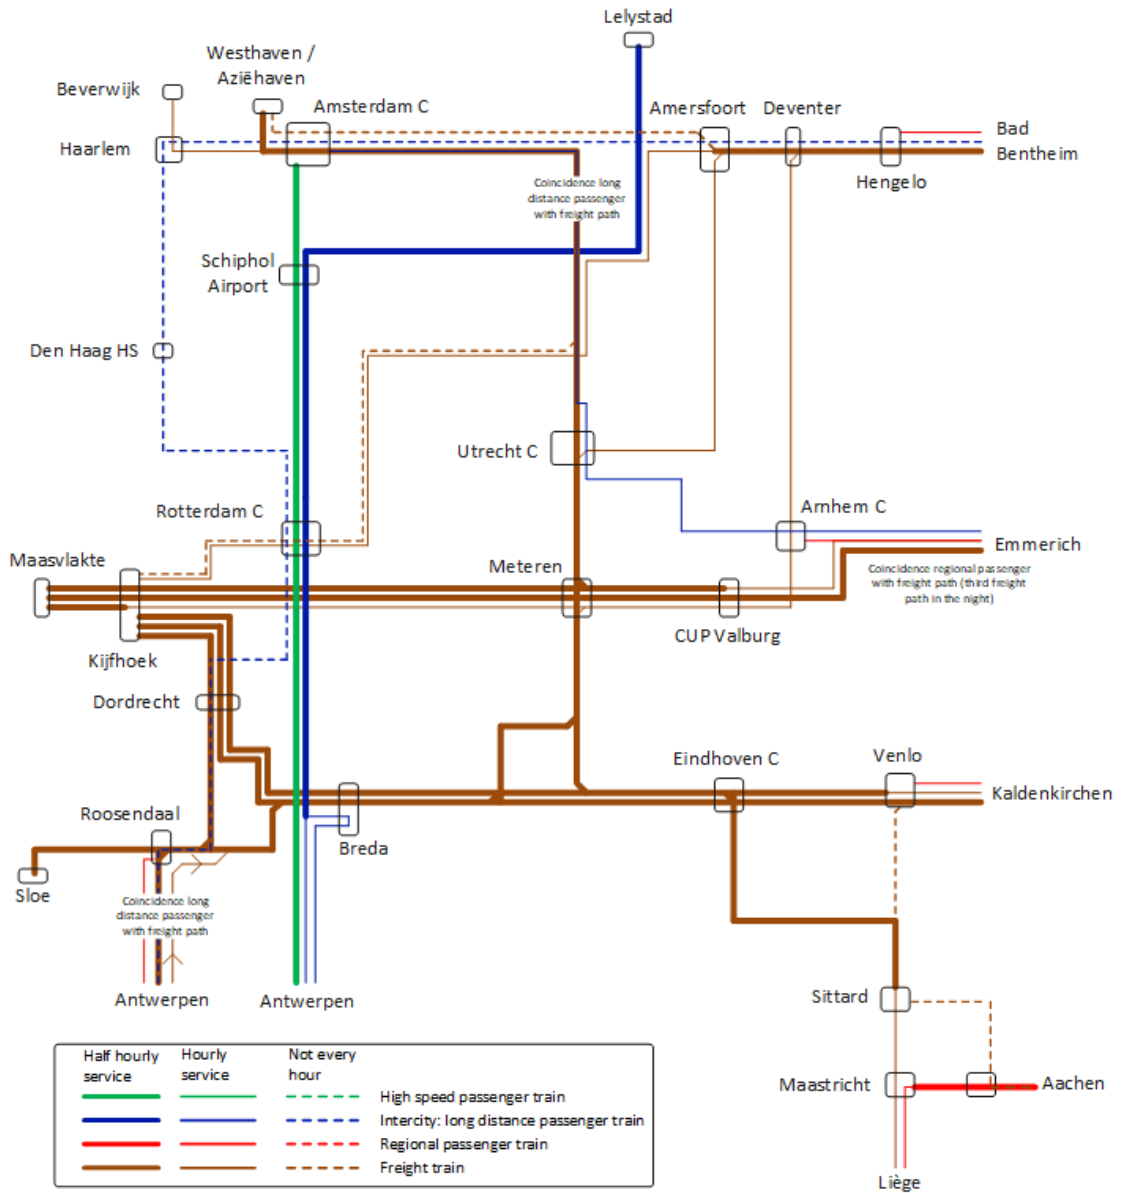 Lelystad
Westhaven /
Aziëhaven
Beverwijk
Amsterdam C
Amersfoort
Deventer
Bad
Bentheim
Haarlem
Hengelo
Coincidence long
distance passenger
with freight path
Schiphol
Airport
Den Haag HS
Utrecht C
Rotterdam C
Arnhem C
Emmerich
Maasvlakte
Meteren
Coincidence regional passenger
with freight path (third freight
path in the night)
CUP Valburg
Kijfhoek
Dordrecht
Eindhoven C
Venlo
Kaldenkirchen
Roosendaal
Breda
Sloe
Coincidence long
distance passenger
with freight path
Antwerpen
Antwerpen
Sittard
Maastricht
Aachen
Liège
Half hourly
service
Hourly
service
Not every
hour
High speed passenger train
Intercity: long distance passenger train
Regional passenger train
Freight train